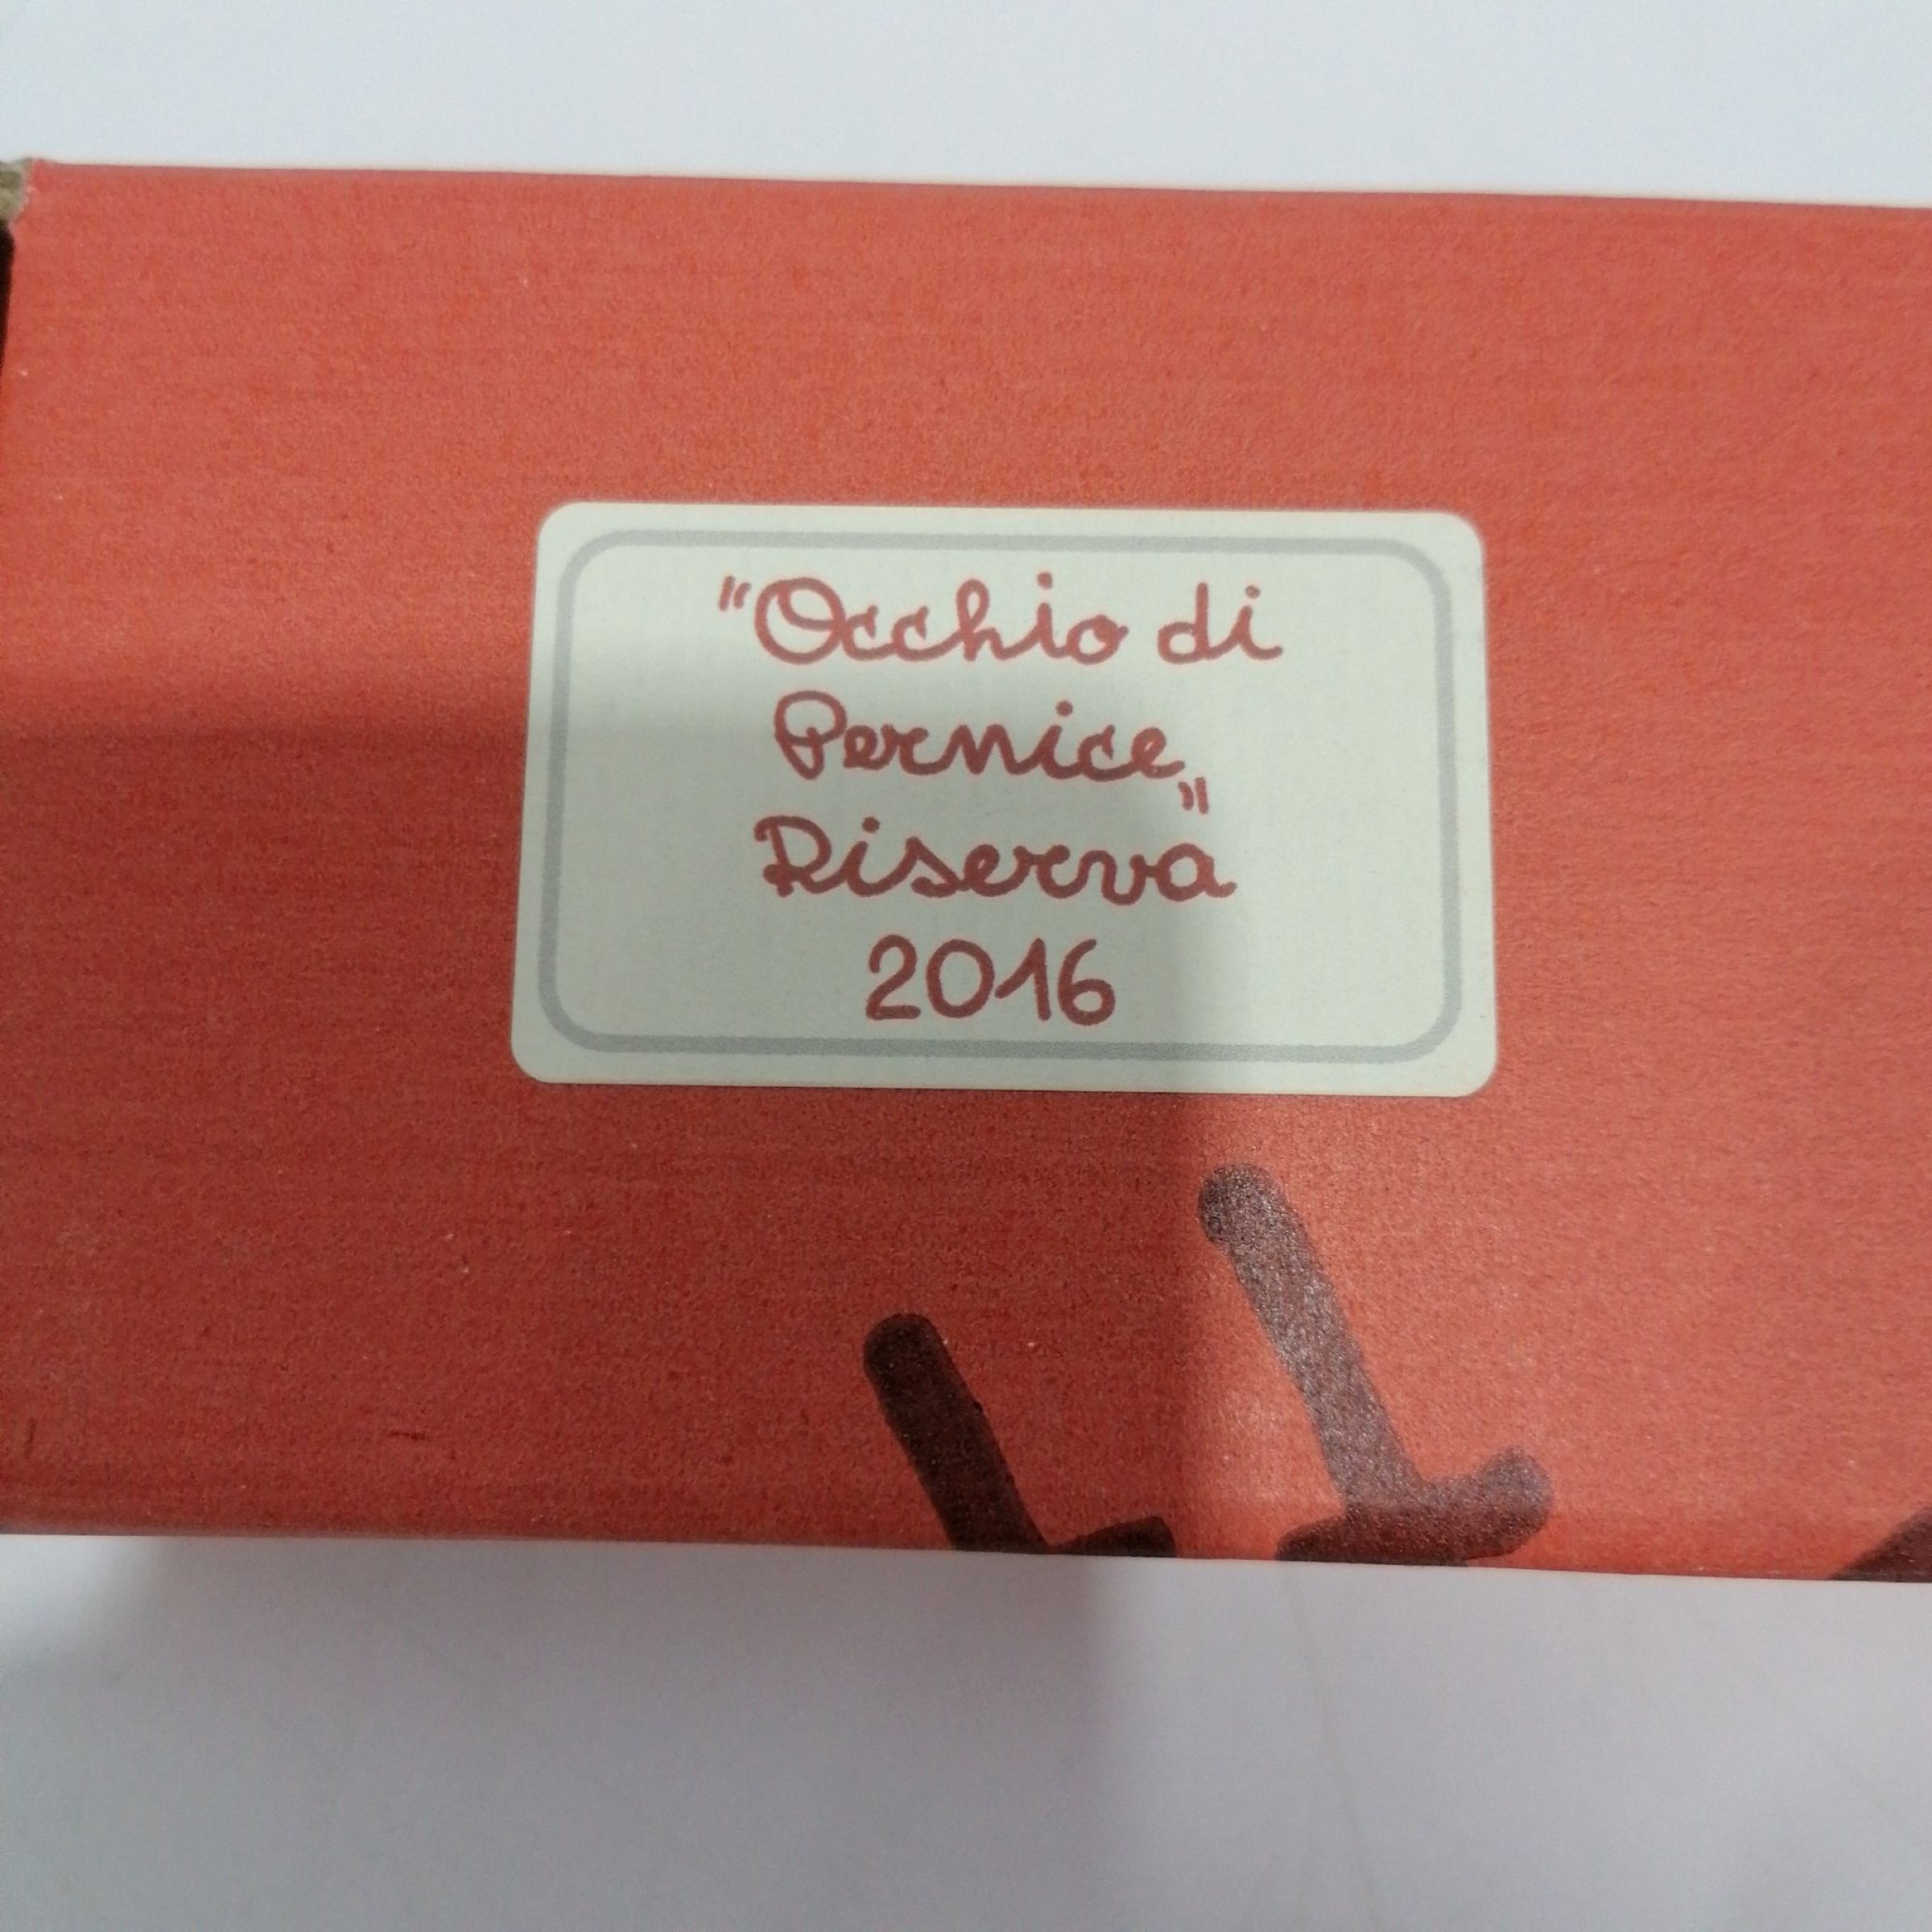 "Occhio di
Pernice„
Riserva
2016